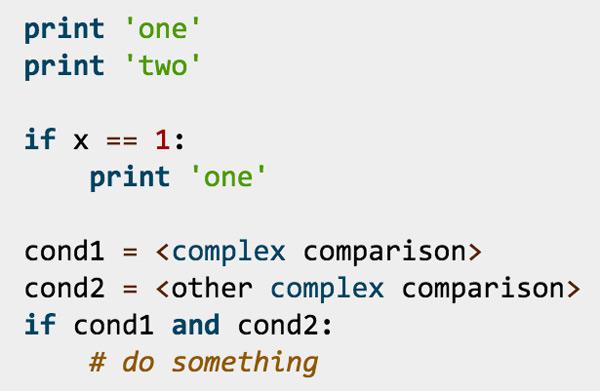 print 'one'
print 'two'

if x == 1:
    print 'one'

cond1 = <complex comparison>
cond2 = <other complex comparison>
if cond1 and cond2:
    # do something